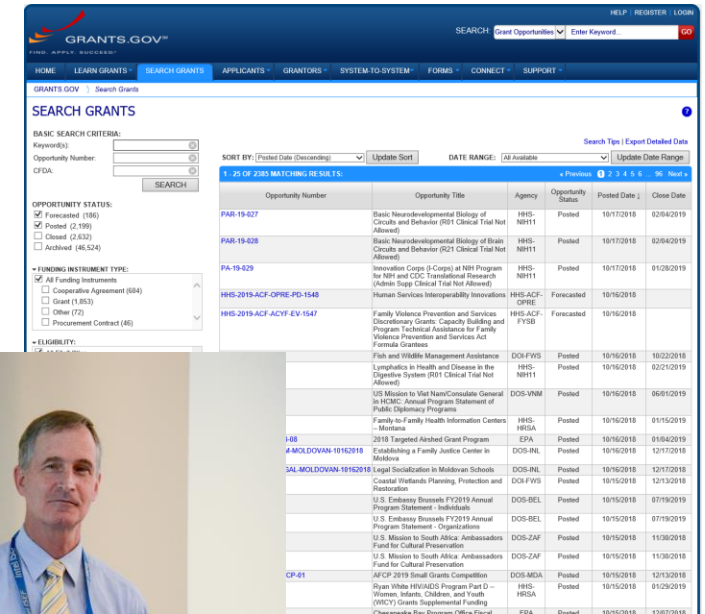 HELP | REGISTER | LOGIN
GRANTS.GOV℠
FIND. APPLY. SUCCEED.℠
SEARCH: Grant Opportunities Enter Keyword... GO
HOME LEARN GRANTS SEARCH GRANTS APPLICANTS GRANTORS SYSTEM-TO-SYSTEM FORMS CONNECT SUPPORT
GRANTS.GOV Search Grants
SEARCH GRANTS
BASIC SEARCH CRITERIA:
Keyword(s):
Opportunity Number:
CFDA:
SEARCH
OPPORTUNITY STATUS:
Forecasted (186)
Posted (2,199)
Closed (2,632)
Archived (46,524)
FUNDING INSTRUMENT TYPE:
All Funding Instruments
Cooperative Agreement (604)
Grant (1,853)
Other (72)
Procurement Contract (46)
ELIGIBILITY:
Search Tips | Export Detailed Data
SORT BY: Posted Date (Descending) Update Sort DATE RANGE: All Available Update Date Range
1 - 25 OF 2385 MATCHING RESULTS: « Previous 1 2 3 4 5 6 ... 96 Next »
Opportunity Number Opportunity Title Agency Opportunity Status Posted Date ↓ Close Date
PAR-19-027 Basic Neurodevelopmental Biology of HHS- Posted 10/17/2018 02/04/2019
Circuits and Behavior (R01 Clinical Trial Not NIH11
Allowed)
PAR-19-028 Basic Neurodevelopmental Biology of Brain HHS- Posted 10/17/2018 02/04/2019
Circuits and Behavior (R21 Clinical Trial Not NIH11
Allowed)
PA-19-029 Innovation Corps (I-Corps) at NIH Program HHS- Posted 10/17/2018 01/28/2019
for NIH and CDC Translational Research NIH11
(Admin Supp Clinical Trial Not Allowed)
HHS-2019-ACF-OPRE-PD-1548 Human Services Interoperability Innovations HHS-ACF- Forecasted 10/16/2018
OPRE
HHS-2019-ACF-ACYF-EV-1547 Family Violence Prevention and Services HHS-ACF- Forecasted 10/16/2018
Discretionary Grants: Capacity Building and FYSB
Program Technical Assistance for Family
Violence Prevention and Services Act
Formula Grantees
Fish and Wildlife Management Assistance DOI-FWS Posted 10/16/2018 10/22/2018
Lymphatics in Health and Disease in the HHS- Posted 10/16/2018 02/21/2019
Digestive System (R01 Clinical Trial Not NIH11
Allowed)
US Mission to Viet Nam/Consulate General DOS-VNM Posted 10/16/2018 06/01/2019
in HCMC: Annual Program Statement of
Public Diplomacy Programs
Family-to-Family Health Information Centers HHS- Posted 10/16/2018 01/15/2019
– Montana HRSA
-08 2018 Targeted Airshed Grant Program EPA Posted 10/16/2018 01/04/2019
M-MOLDOVAN-10162018 Establishing a Family Justice Center in DOS-INL Posted 10/16/2018 12/17/2018
Moldova
GAL-MOLDOVAN-10162018 Legal Socialization in Moldovan Schools DOS-INL Posted 10/16/2018 12/17/2018
Coastal Wetlands Planning, Protection and DOI-FWS Posted 10/15/2018 12/13/2018
Restoration
U.S. Embassy Brussels FY2019 Annual DOS-BEL Posted 10/15/2018 07/19/2019
Program Statement - Individuals
U.S. Embassy Brussels FY2019 Annual DOS-BEL Posted 10/15/2018 07/19/2019
Program Statement - Organizations
U.S. Mission to South Africa: Ambassadors DOS-ZAF Posted 10/15/2018 11/30/2018
Fund for Cultural Preservation
U.S. Mission to South Africa: Ambassadors DOS-ZAF Posted 10/15/2018 11/30/2018
Fund for Cultural Preservation
CP-01 AFCP 2019 Small Grants Competition DOS-MDA Posted 10/15/2018 12/13/2018
Ryan White HIV/AIDS Program Part D – HHS- Posted 10/15/2018 01/29/2019
Women, Infants, Children, and Youth HRSA
(WICY) Grants Supplemental Funding
Chesapeake Bay Program Office Fiscal EPA Posted 10/15/2018 12/07/2018